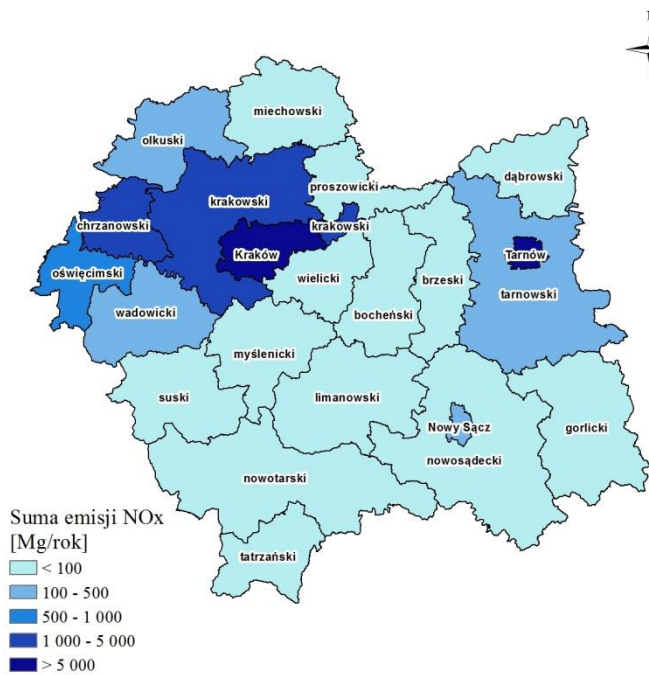 miechowski
olkuski
dąbrowski
proszowicki
krakowski
chrzanowski
krakowski
Kraków
Tarnów
oświęcimski
wielicki
brzeski
tarnowski
wadowicki
bocheński
myślenicki
suski
limanowski
Nowy Sącz
gorlicki
nowosądecki
nowotarski
tatrzański
Suma emisji NOx
[Mg/rok]
< 100
100 - 500
500 - 1 000
1 000 - 5 000
> 5 000